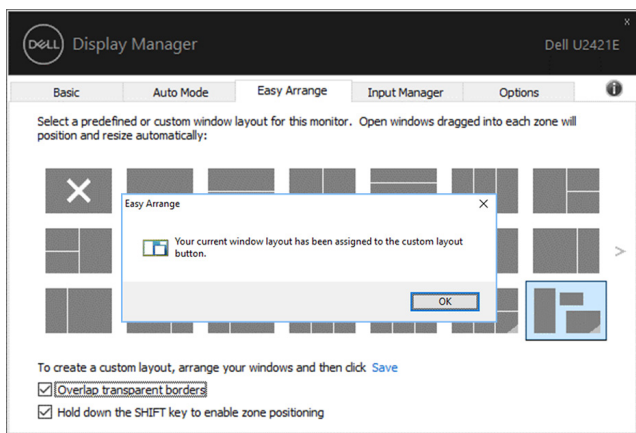 x
DELL Display Manager Dell U2421E
Basic Auto Mode Easy Arrange Input Manager Options i
Select a predefined or custom window layout for this monitor. Open windows dragged into each zone will
position and resize automatically:
Easy Arrange
Your current window layout has been assigned to the custom layout
button.
OK
To create a custom layout, arrange your windows and then click Save
Overlap transparent borders
Hold down the SHIFT key to enable zone positioning